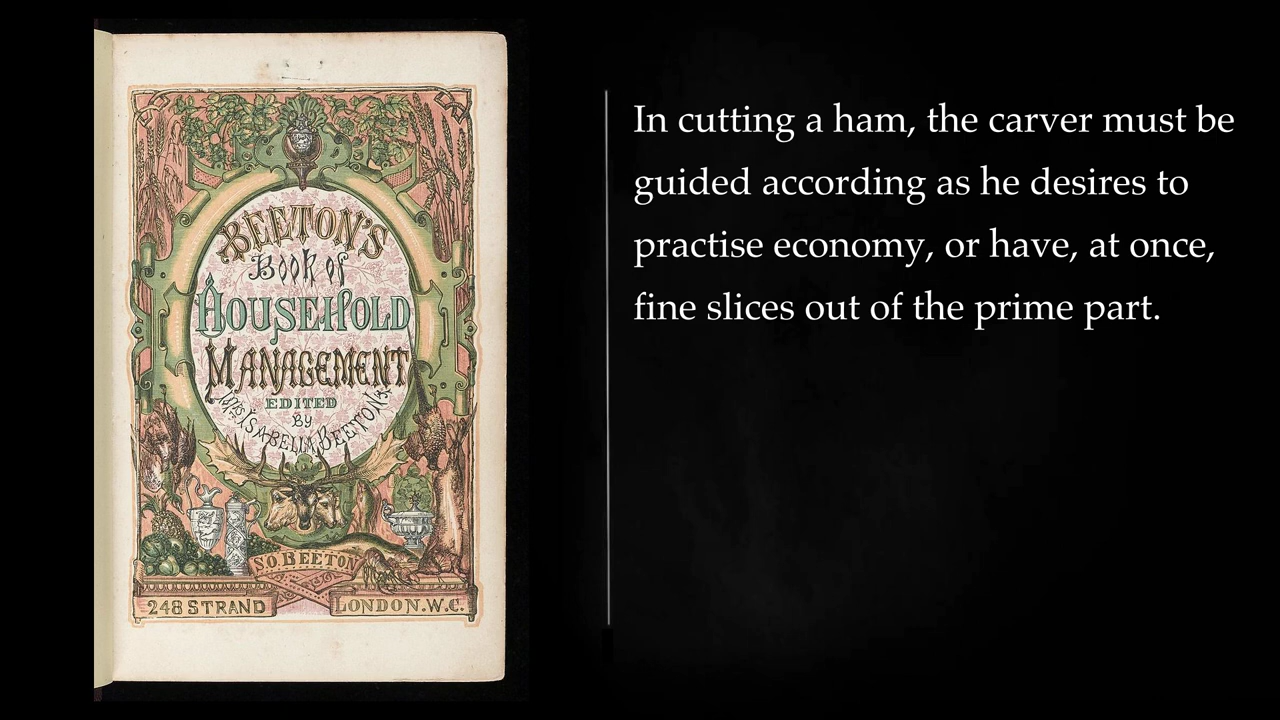 BEETON'S
Book of
HOUSEHOLD
MANAGEMENT
EDITED
BY
MRS ISABELLA BEETON
S.O. BEETON
248 STRAND
LONDON. W.C.
In cutting a ham, the carver must be
guided according as he desires to
practise economy, or have, at once,
fine slices out of the prime part.